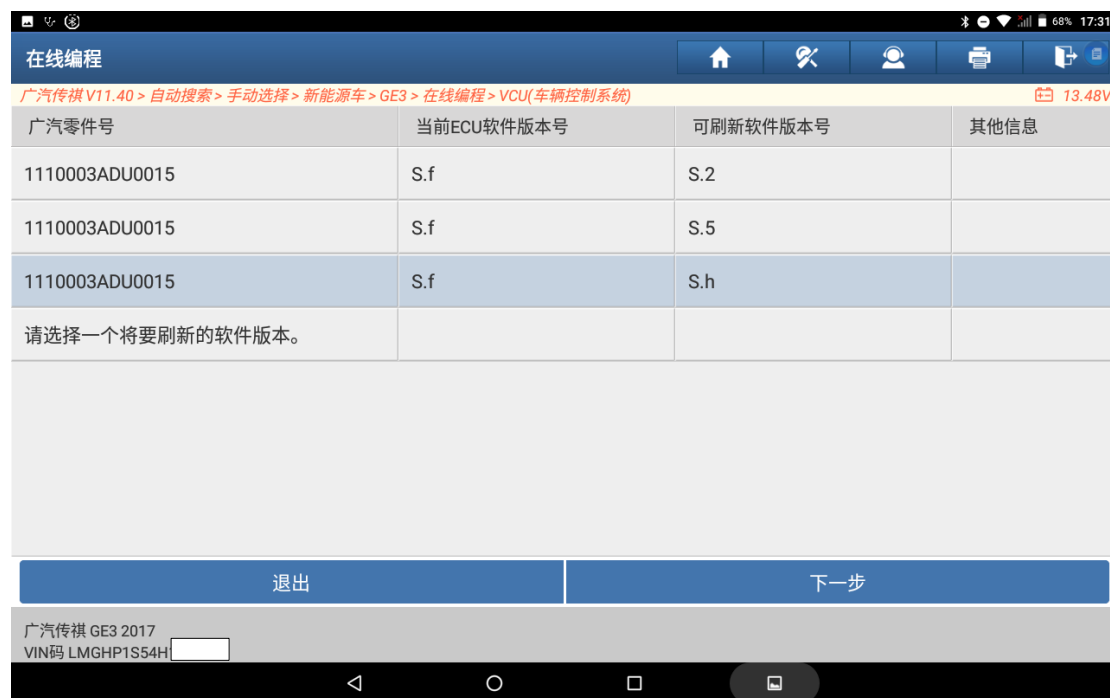 68% 17:31
在线编程
广汽传祺 V11.40 > 自动搜索 > 手动选择 > 新能源车 > GE3 > 在线编程 > VCU(车辆控制系统) 13.48V
广汽零件号 当前ECU软件版本号 可刷新软件版本号 其他信息
1110003ADU0015 S.f S.2
1110003ADU0015 S.f S.5
1110003ADU0015 S.f S.h
请选择一个将要刷新的软件版本。
退出 下一步
广汽传祺 GE3 2017
VIN码 LMGHP1S54H